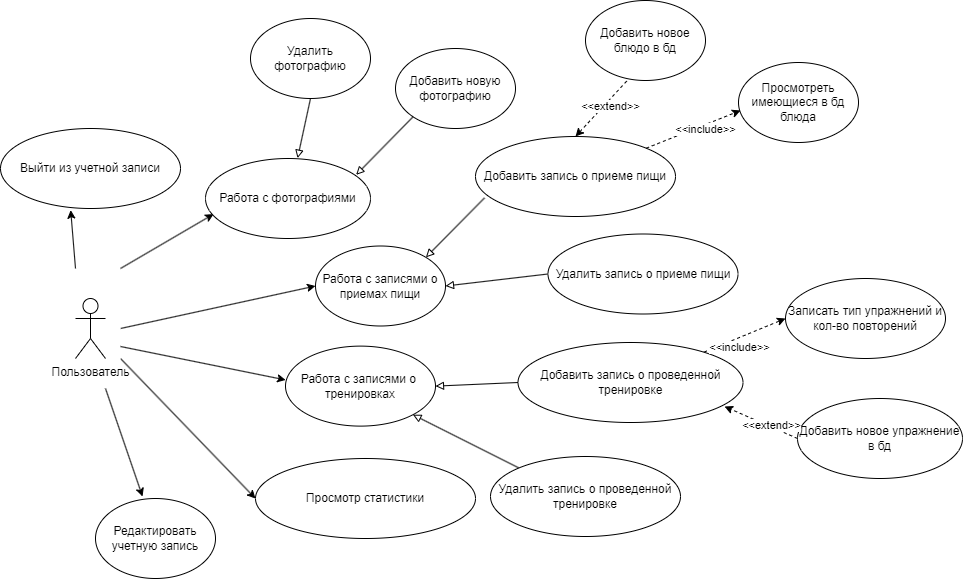 Удалить
фотографию
Добавить новую
фотографию
Добавить новое
блюдо в бд
Просмотреть
имеющиеся в бд
блюда
<<extend>>
<<include>>
Выйти из учетной записи
Работа с фотографиями
Добавить запись о приеме пищи
Работа с записями о
приемах пищи
Удалить запись о приеме пищи
Записать тип упражнений и
кол-во повторений
<<include>>
Пользователь
Работа с записями о
тренировках
Добавить запись о проведенной
тренировке
<<extend>>
Добавить новое упражнение
в бд
Просмотр статистики
Удалить запись о проведенной
тренировке
Редактировать
учетную запись